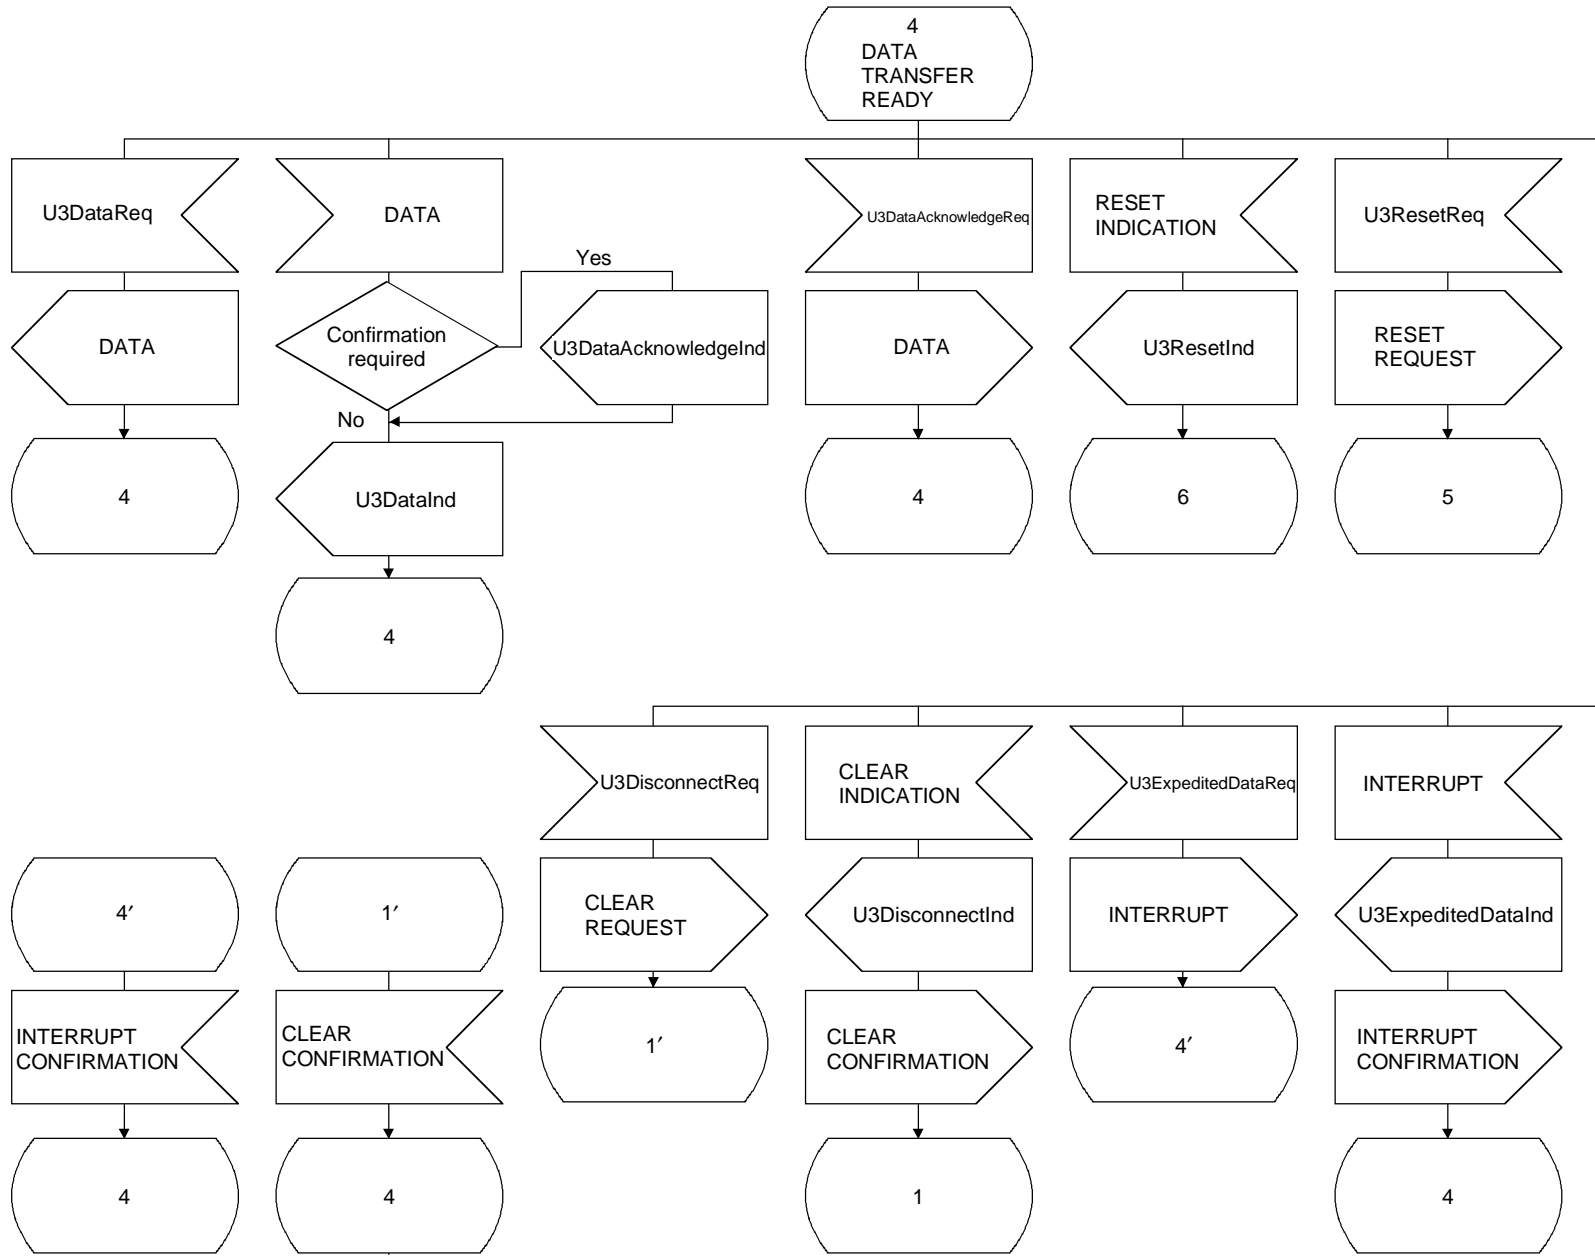 4
DATA
TRANSFER
READY
U3DataReq
DATA
U3DataAcknowledgeReq
RESET
INDICATION
U3ResetReq
Yes
DATA
Confirmation
required
U3DataAcknowledgeInd
DATA
U3ResetInd
RESET
REQUEST
No
4
U3DataInd
4
6
5
4
U3DisconnectReq
CLEAR
INDICATION
U3ExpeditedDataReq
INTERRUPT
4′
1′
CLEAR
REQUEST
U3DisconnectInd
INTERRUPT
U3ExpeditedDataInd
INTERRUPT
CONFIRMATION
CLEAR
CONFIRMATION
1′
CLEAR
CONFIRMATION
4′
INTERRUPT
CONFIRMATION
4
4
1
4